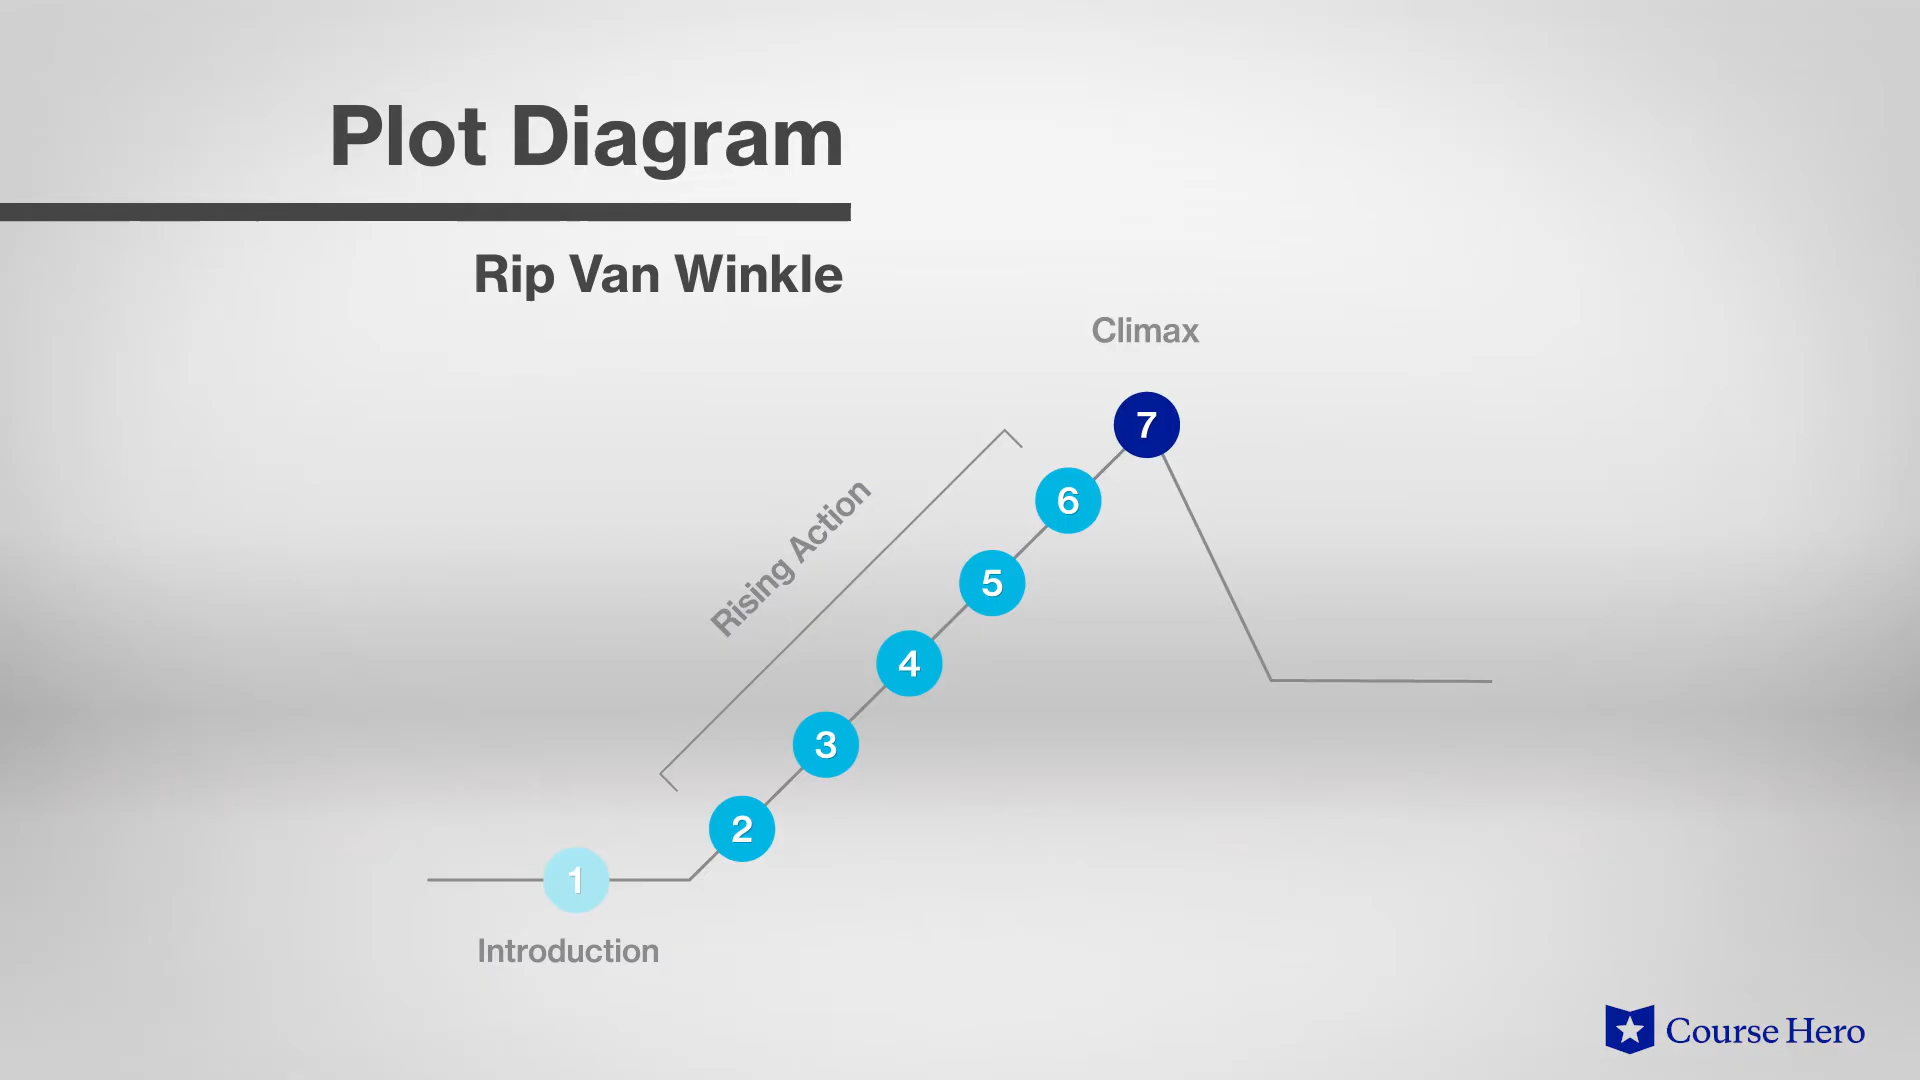 Plot Diagram
Rip Van Winkle
Climax
7
6
Rising Action
5
4
3
2
1
Introduction
Course Hero